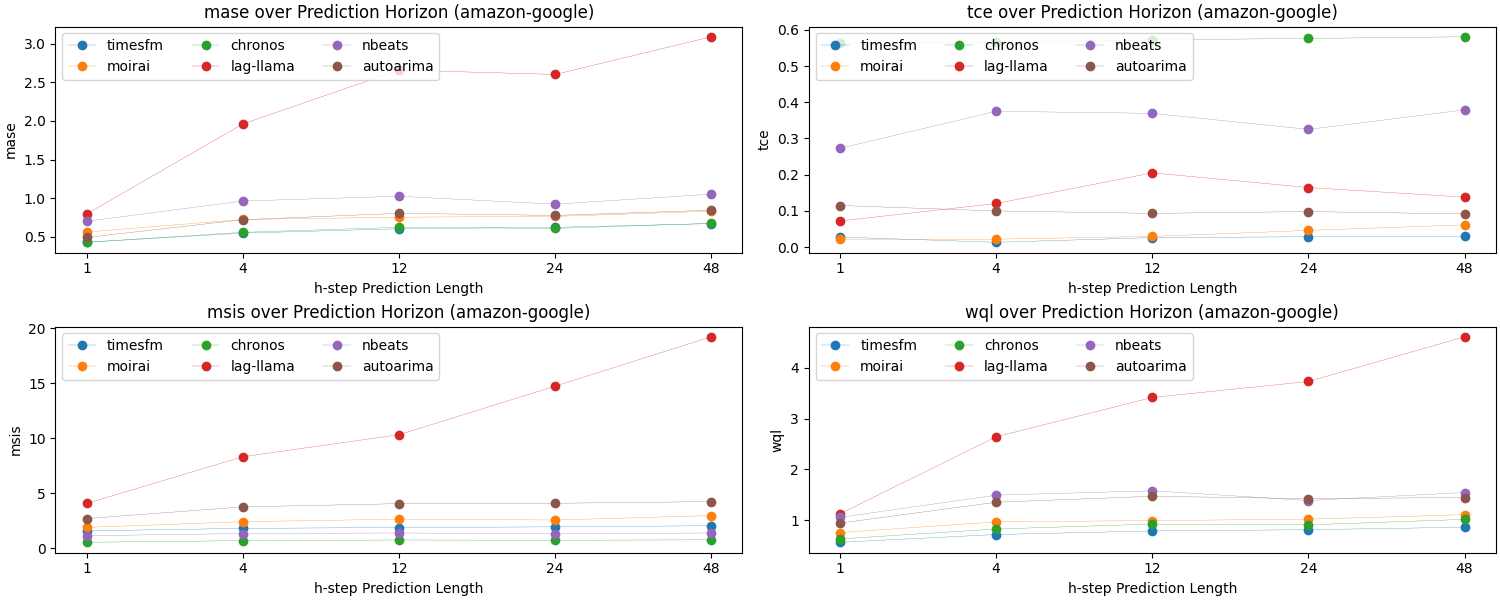 mase over Prediction Horizon (amazon-google)
timesfm chronos nbeats
moirai lag-llama autoarima
3.0
2.5
2.0
1.5
1.0
0.5
mase
1 4 12 24 48
h-step Prediction Length
tce over Prediction Horizon (amazon-google)
timesfm chronos nbeats
moirai lag-llama autoarima
0.6
0.5
0.4
0.3
0.2
0.1
0.0
tce
1 4 12 24 48
h-step Prediction Length
msis over Prediction Horizon (amazon-google)
timesfm chronos nbeats
moirai lag-llama autoarima
20
15
10
5
0
msis
1 4 12 24 48
h-step Prediction Length
wql over Prediction Horizon (amazon-google)
timesfm chronos nbeats
moirai lag-llama autoarima
4
3
2
1
wql
1 4 12 24 48
h-step Prediction Length